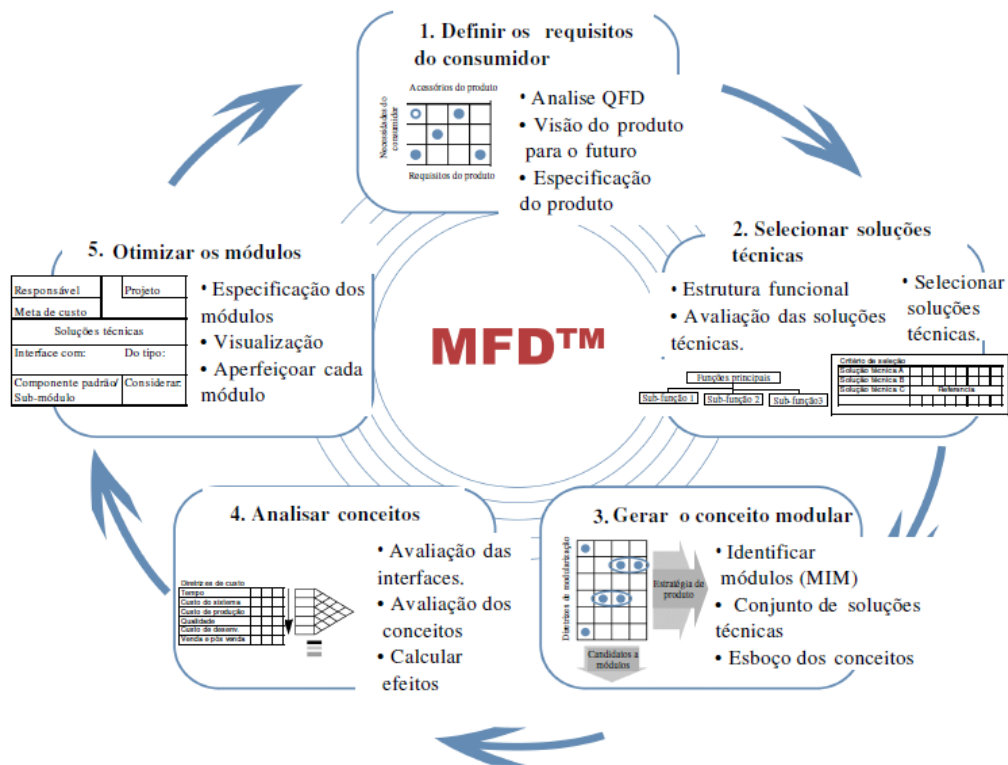 1. Definir os requisitos
do consumidor
Acessórios do produto
Necessidades do
consumidor
Requisitos do produto
• Analise QFD
• Visão do produto
para o futuro
• Especificação
do produto
2. Selecionar soluções
técnicas
• Estrutura funcional
• Avaliação das soluções
técnicas.
• Selecionar
soluções
técnicas.
Funções principais
Sub-função 1
Sub-função 2
Sub-função3
Critério de seleção
Solução técnica A
Solução técnica B
Solução técnica C
Referencia
3. Gerar o conceito modular
Diretrizes de modularização
Estratégia de
produto
Candidatos a
módulos
• Identificar
módulos (MIM)
• Conjunto de soluções
técnicas
• Esboço dos conceitos
4. Analisar conceitos
Diretrizes de custo
Tempo
Custo do sistema
Custo de produção
Qualidade
Custo de desenv.
Venda e pós venda
• Avaliação das
interfaces.
• Avaliação dos
conceitos
• Calcular
efeitos
5. Otimizar os módulos
Responsável
Projeto
Meta de custo
Soluções técnicas
Interface com:
Do tipo:
Componente padrão/
Sub-módulo
Considerar:
• Especificação dos
módulos
• Visualização
• Aperfeiçoar cada
módulo
MFD™